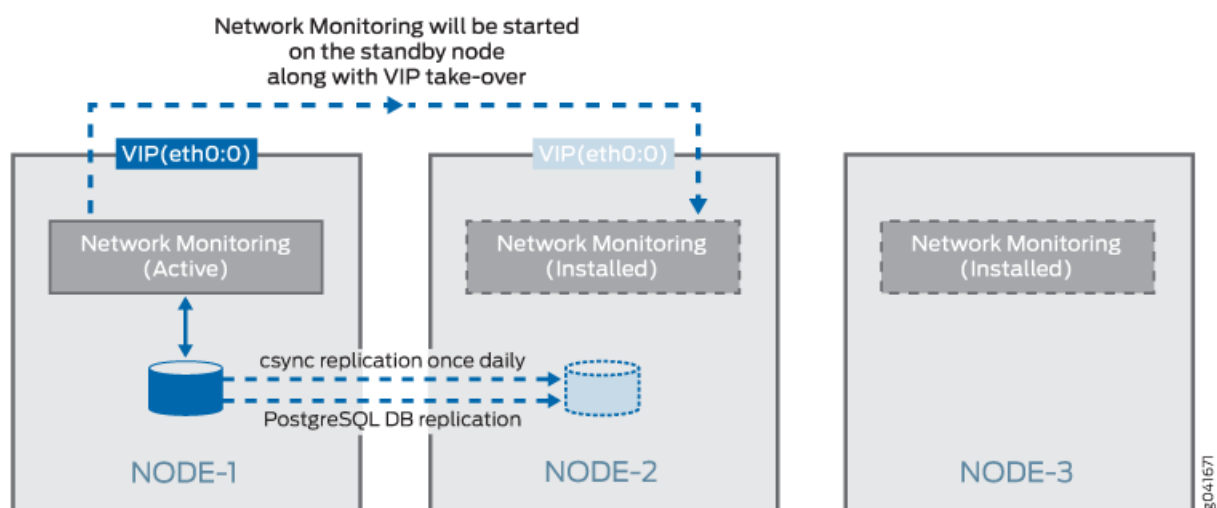 Network Monitoring will be started
on the standby node
along with VIP take-over
VIP(eth0:0)
VIP(eth0:0)
Network Monitoring
(Active)
Network Monitoring
(Installed)
Network Monitoring
(Installed)
csync replication once daily
PostgreSQL DB replication
NODE-1
NODE-2
NODE-3
g041671